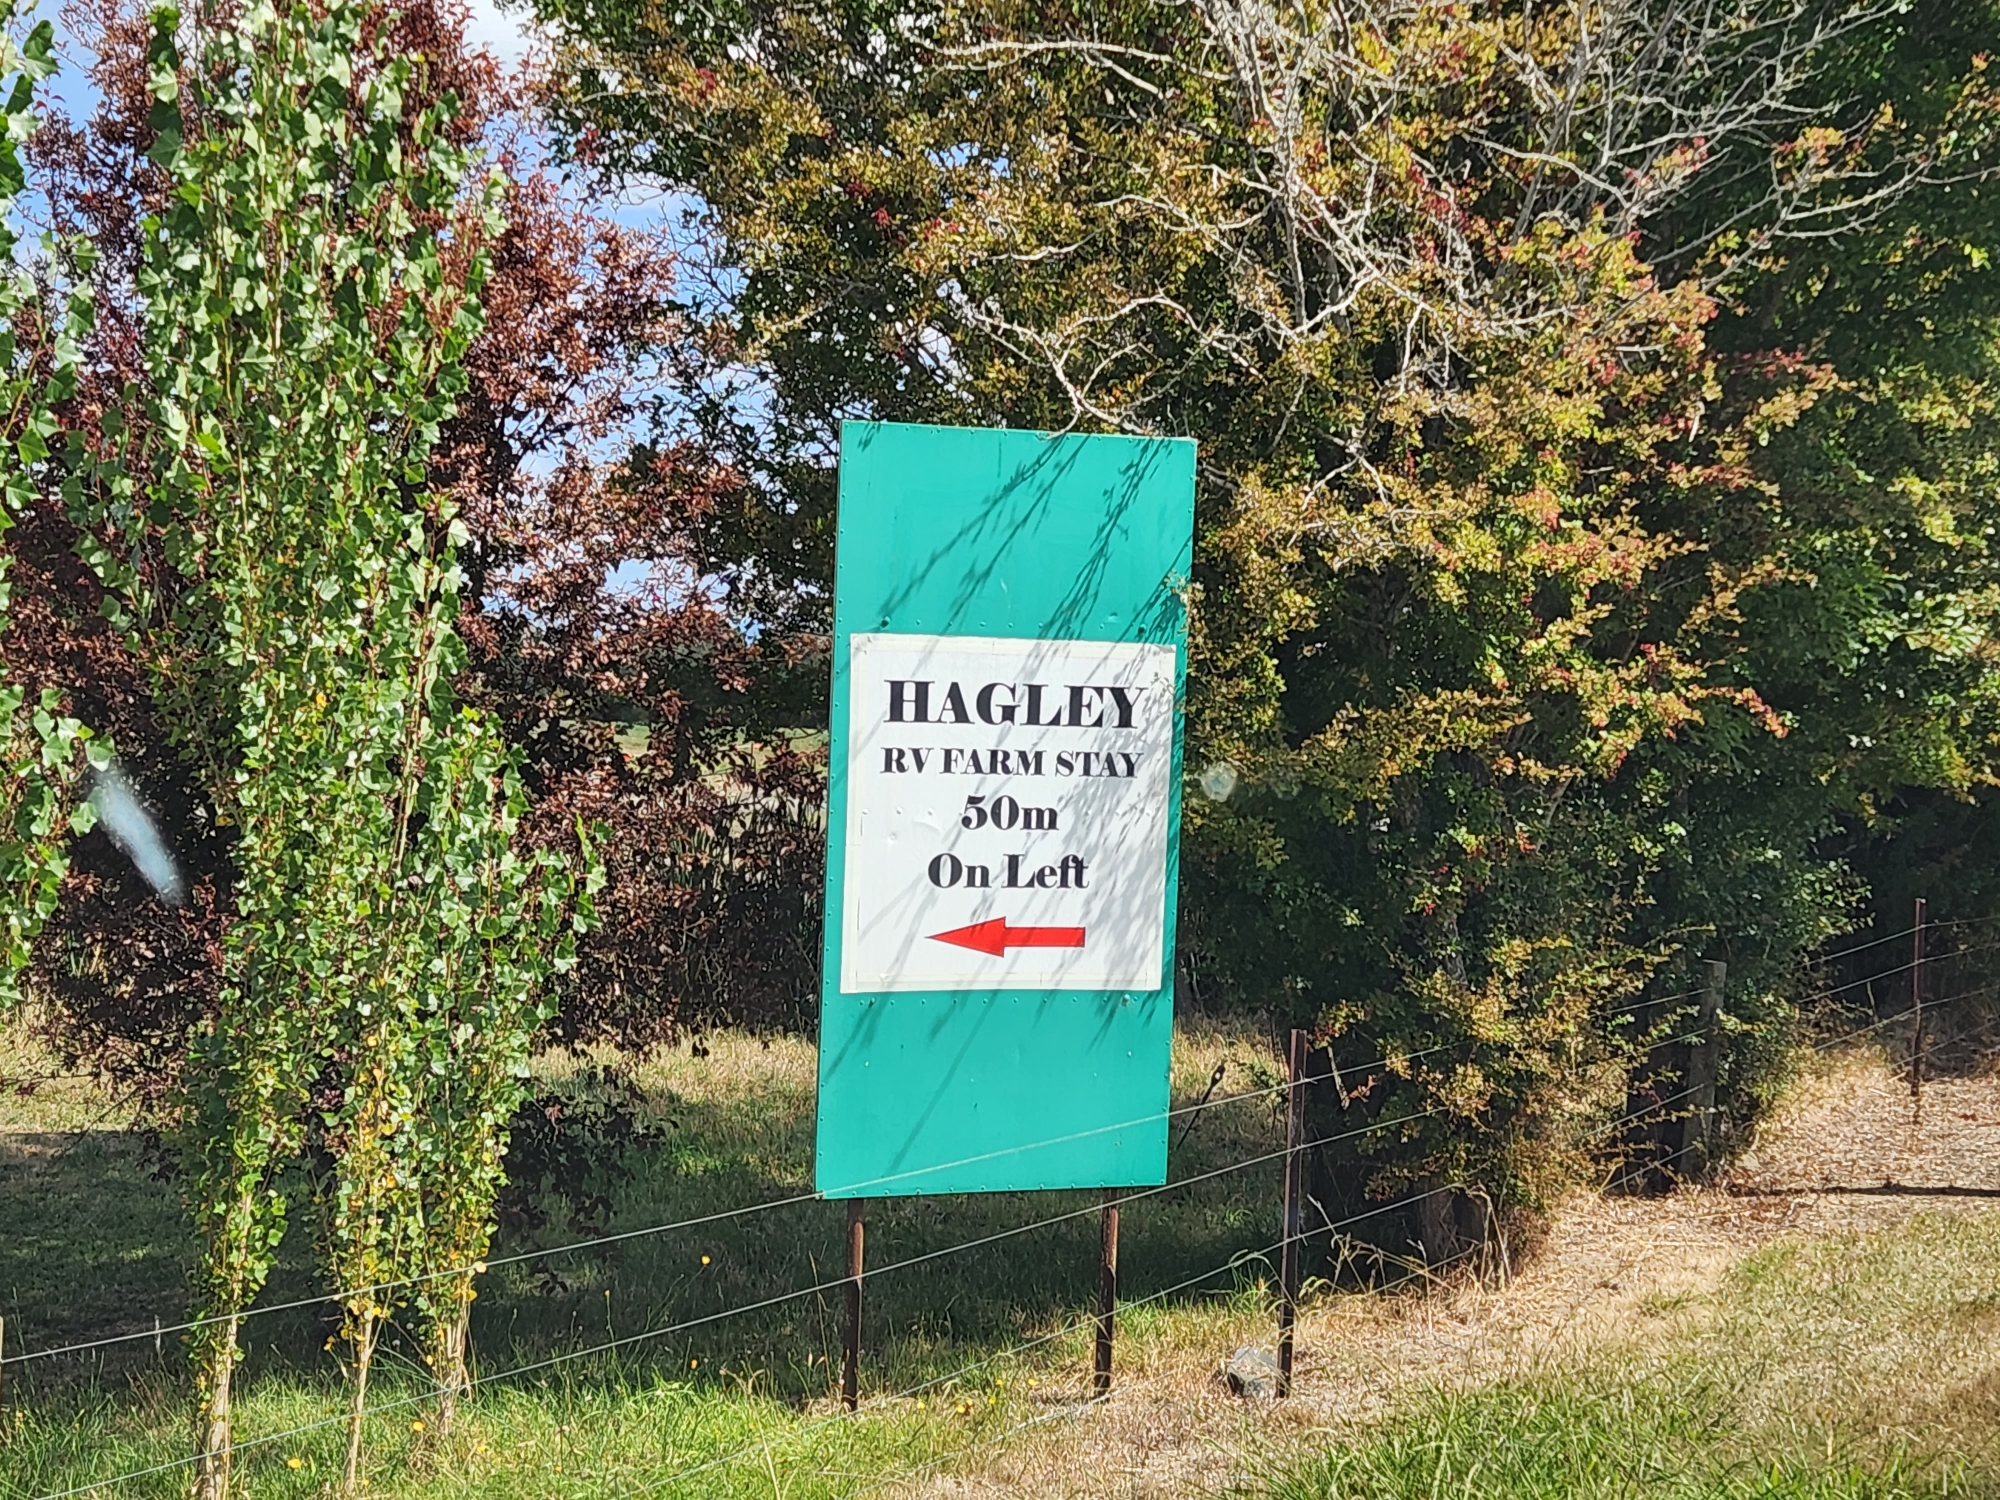 HAGLEY
RV FARM STAY
50m
On Left